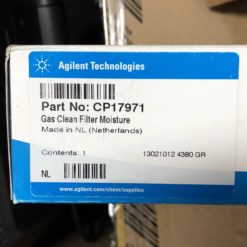 Agilent Technologies
Part No: CP17971
Gas Clean Filter Moisture
Made in NL (Netherlands)
Contents: 1 13021012 4380 GR
NL
www.agilent.com/chem/supplies